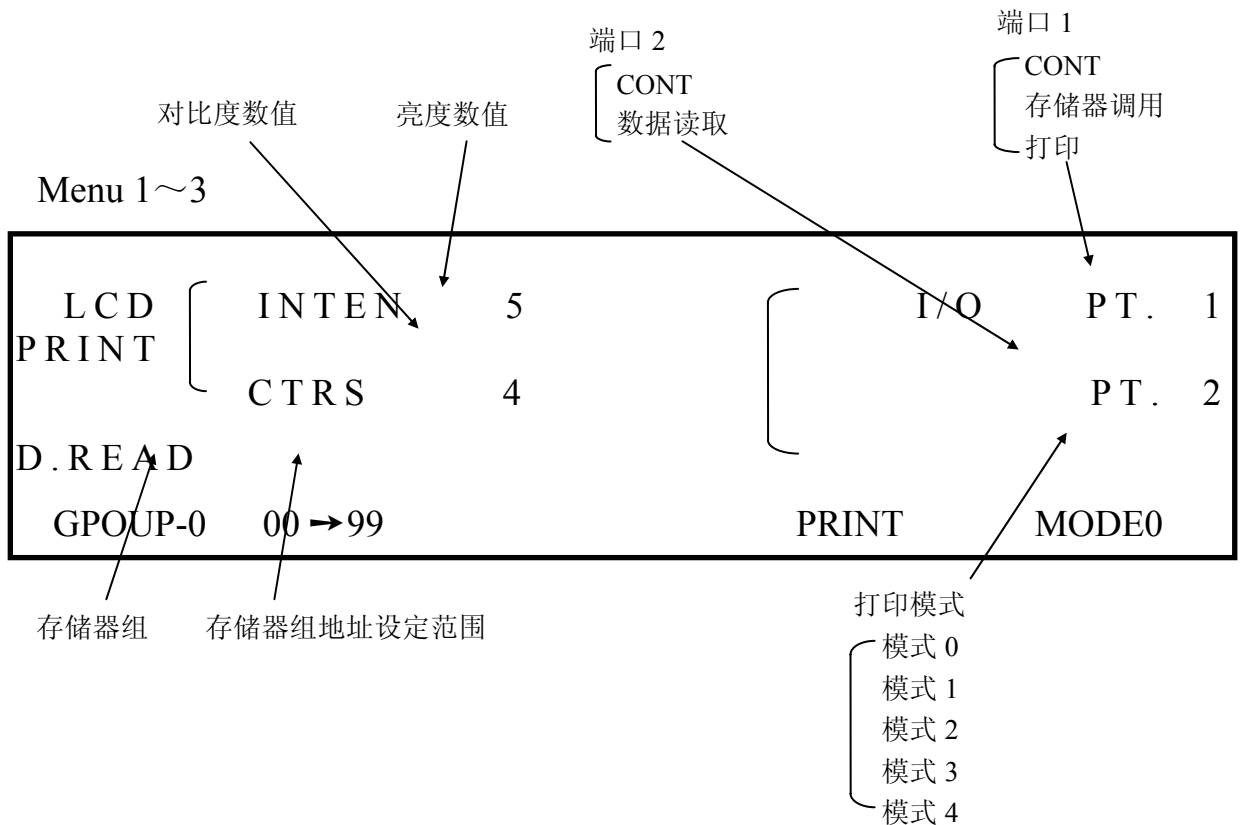 端口 1
端口 2
CONT
CONT
数据读取
存储器调用
打印
对比度数值
亮度数值
Menu 1～3
LCD INTEN 5 I/O PT. 1
PRINT
CTRS 4 PT. 2
D.READ
GPOUP-0 00→99 PRINT MODE0
存储器组
存储器组地址设定范围
打印模式
模式 0
模式 1
模式 2
模式 3
模式 4